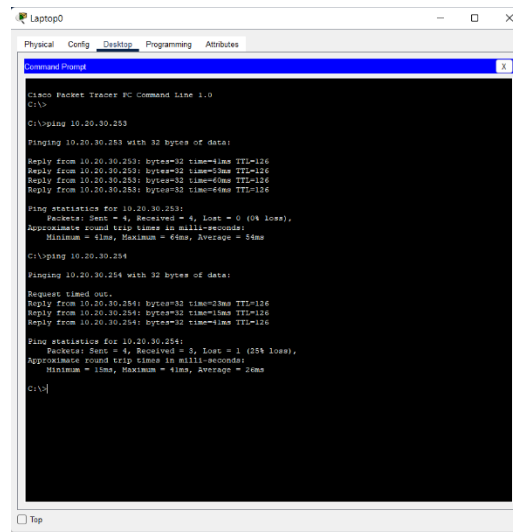 Laptop0
Physical Config Desktop Programming Attributes
Command Prompt
X
Cisco Packet Tracer PC Command Line 1.0
C:\>
C:\>ping 10.20.30.253
Pinging 10.20.30.253 with 32 bytes of data:
Reply from 10.20.30.253: bytes=32 time=41ms TTL=126
Reply from 10.20.30.253: bytes=32 time=53ms TTL=126
Reply from 10.20.30.253: bytes=32 time=60ms TTL=126
Reply from 10.20.30.253: bytes=32 time=64ms TTL=126
Ping statistics for 10.20.30.253:
Packets: Sent = 4, Received = 4, Lost = 0 (0% loss),
Approximate round trip times in milli-seconds:
Minimum = 41ms, Maximum = 64ms, Average = 54ms
C:\>ping 10.20.30.254
Pinging 10.20.30.254 with 32 bytes of data:
Request timed out.
Reply from 10.20.30.254: bytes=32 time=23ms TTL=126
Reply from 10.20.30.254: bytes=32 time=15ms TTL=126
Reply from 10.20.30.254: bytes=32 time=41ms TTL=126
Ping statistics for 10.20.30.254:
Packets: Sent = 4, Received = 3, Lost = 1 (25% loss),
Approximate round trip times in milli-seconds:
Minimum = 15ms, Maximum = 41ms, Average = 26ms
C:\>
Top